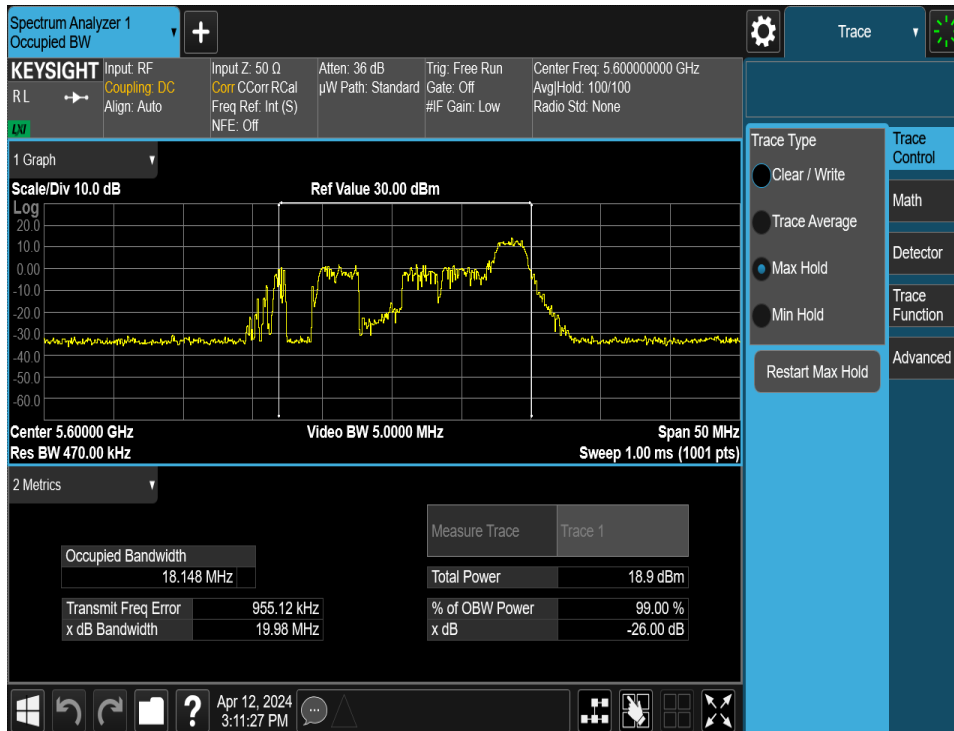 Spectrum Analyzer 1
Occupied BW
Trace
KEYSIGHT
R L
LXI
Input: RF
Coupling: DC
Align: Auto
Input Z: 50 Ω
Corr CCorr RCal
Freq Ref: Int (S)
NFE: Off
Atten: 36 dB
µW Path: Standard
Trig: Free Run
Gate: Off
#IF Gain: Low
Center Freq: 5.600000000 GHz
Avg|Hold: 100/100
Radio Std: None
1 Graph
Scale/Div 10.0 dB
Ref Value 30.00 dBm
Log
20.0
10.0
0.00
-10.0
-20.0
-30.0
-40.0
-50.0
-60.0
Center 5.60000 GHz
Video BW 5.0000 MHz
Span 50 MHz
Res BW 470.00 kHz
Sweep 1.00 ms (1001 pts)
2 Metrics
Measure Trace
Trace 1
Occupied Bandwidth
18.148 MHz
Total Power
18.9 dBm
Transmit Freq Error
955.12 kHz
% of OBW Power
99.00 %
x dB Bandwidth
19.98 MHz
x dB
-26.00 dB
Trace Type
Clear / Write
Trace Average
Max Hold
Min Hold
Restart Max Hold
Trace
Control
Math
Detector
Trace
Function
Advanced
?
Apr 12, 2024
3:11:27 PM